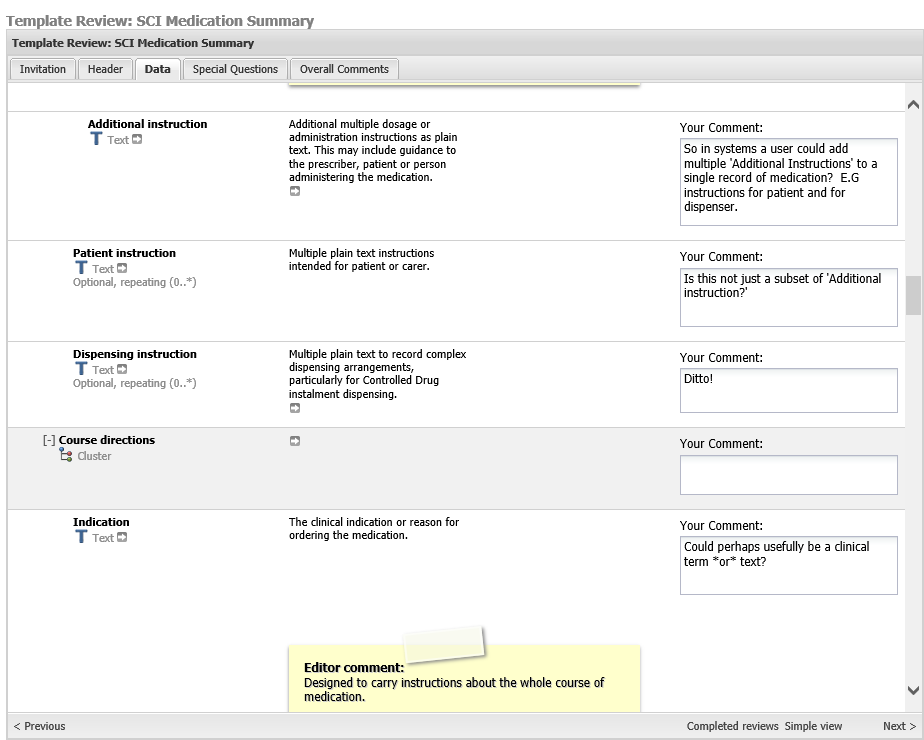 Template Review: SCI Medication Summary
Template Review: SCI Medication Summary
Invitation
Header
Data
Special Questions
Overall Comments
Additional instruction
T Text
Additional multiple dosage or
administration instructions as plain
text. This may include guidance to
the prescriber, patient or person
administering the medication.
Your Comment:
So in systems a user could add
multiple 'Additional Instructions' to a
single record of medication? E.G
instructions for patient and for
dispenser.
Patient instruction
T Text
Optional, repeating (0..*)
Multiple plain text instructions
intended for patient or carer.
Your Comment:
Is this not just a subset of 'Additional
instruction?'
Dispensing instruction
T Text
Optional, repeating (0..*)
Multiple plain text to record complex
dispensing arrangements,
particularly for Controlled Drug
instalment dispensing.
Your Comment:
Ditto!
[-] Course directions
Cluster
Your Comment:
Indication
T Text
The clinical indication or reason for
ordering the medication.
Your Comment:
Could perhaps usefully be a clinical
term *or* text?
Editor comment:
Designed to carry instructions about the whole course of
medication.
< Previous
Completed reviews Simple view
Next >